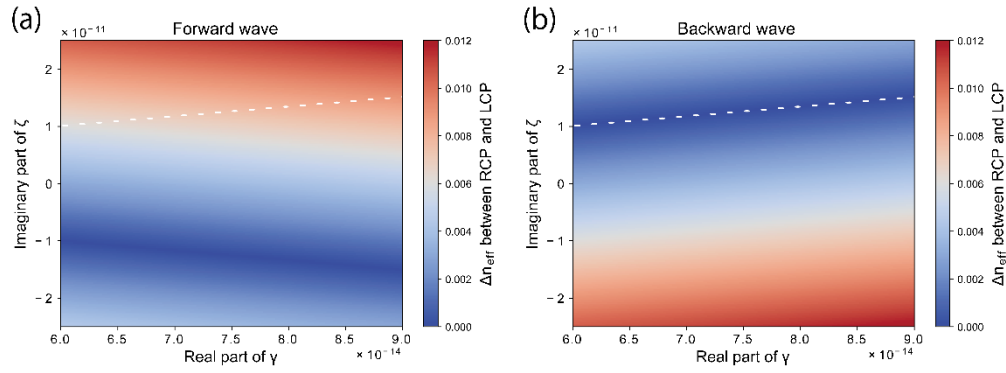 (a)
Forward wave
× 10⁻¹¹
Imaginary part of ζ
2
1
0
− 1
− 2
6.0 6.5 7.0 7.5 8.0 8.5 9.0
Real part of γ
× 10⁻¹⁴
0.012
0.010
0.008
0.006
0.004
0.002
0.000
Δn_eff between RCP and LCP
(b)
Backward wave
× 10⁻¹¹
Imaginary part of ζ
2
1
0
− 1
− 2
6.0 6.5 7.0 7.5 8.0 8.5 9.0
Real part of γ
× 10⁻¹⁴
0.012
0.010
0.008
0.006
0.004
0.002
0.000
Δn_eff between RCP and LCP